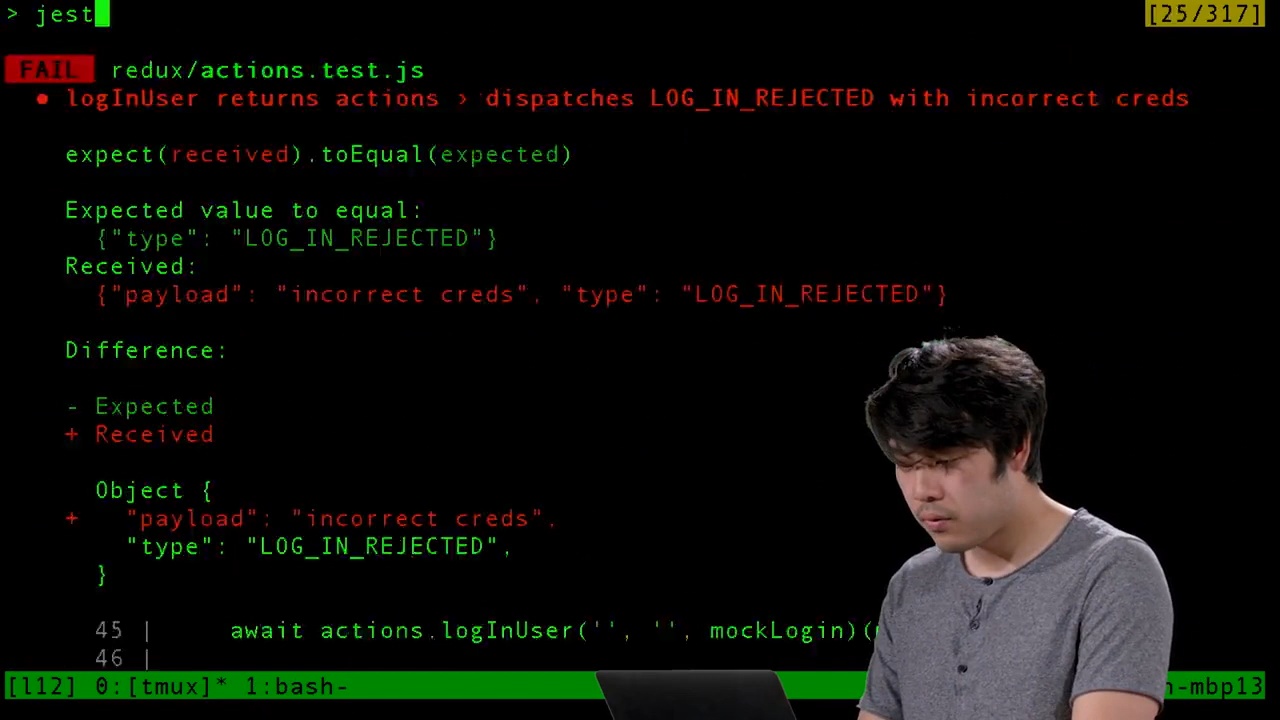 > jest
[25/317]
FAIL redux/actions.test.js
● logInUser returns actions › dispatches LOG_IN_REJECTED with incorrect creds
expect(received).toEqual(expected)
Expected value to equal:
{"type": "LOG_IN_REJECTED"}
Received:
{"payload": "incorrect creds", "type": "LOG_IN_REJECTED"}
Difference:
- Expected
+ Received
Object {
+ "payload": "incorrect creds",
"type": "LOG_IN_REJECTED",
}
45 | await actions.logInUser('', '', mockLogin)(
46 |
[l12] 0:[tmux]* 1:bash-
-mbp13